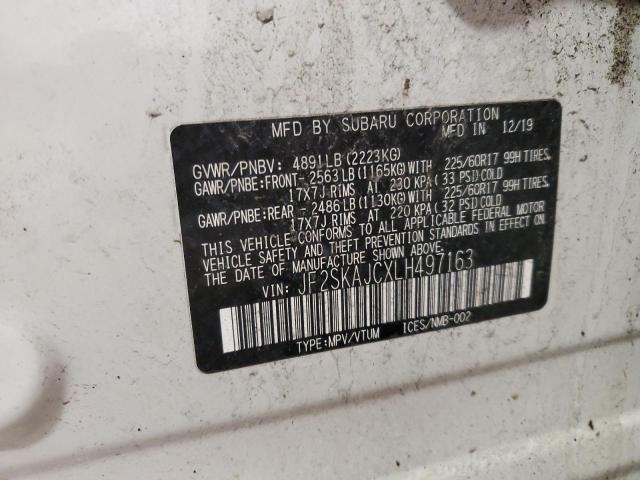 MFD BY SUBARU CORPORATION
MFD IN 12/19
GVWR/PNBV: 4891LB(2223KG)
GAWR/PNBE:FRONT- 2563LB(1165KG)WITH 225/60R17 99H TIRES,
17X7J RIMS AT 230 KPA(33 PSI)COLD
GAWR/PNBE:REAR - 2486LB(1130KG)WITH 225/60R17 99H TIRES,
17X7J RIMS AT 220 KPA(32 PSI)COLD
THIS VEHICLE CONFORMS TO ALL APPLICABLE FEDERAL MOTOR
VEHICLE SAFETY AND THEFT PREVENTION STANDARDS IN EFFECT ON
THE DATE OF MANUFACTURE SHOWN ABOVE.
VIN: JF2SKAJCXLH497163
TYPE:MPV/VTUM ICES/NMB-002